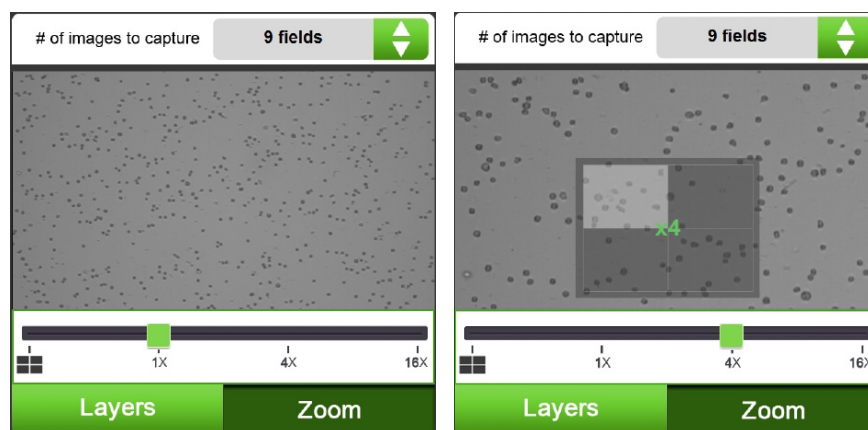 # of images to capture 9 fields
1X 4X 16X
Layers Zoom
# of images to capture 9 fields
x4
1X 4X 16X
Layers Zoom